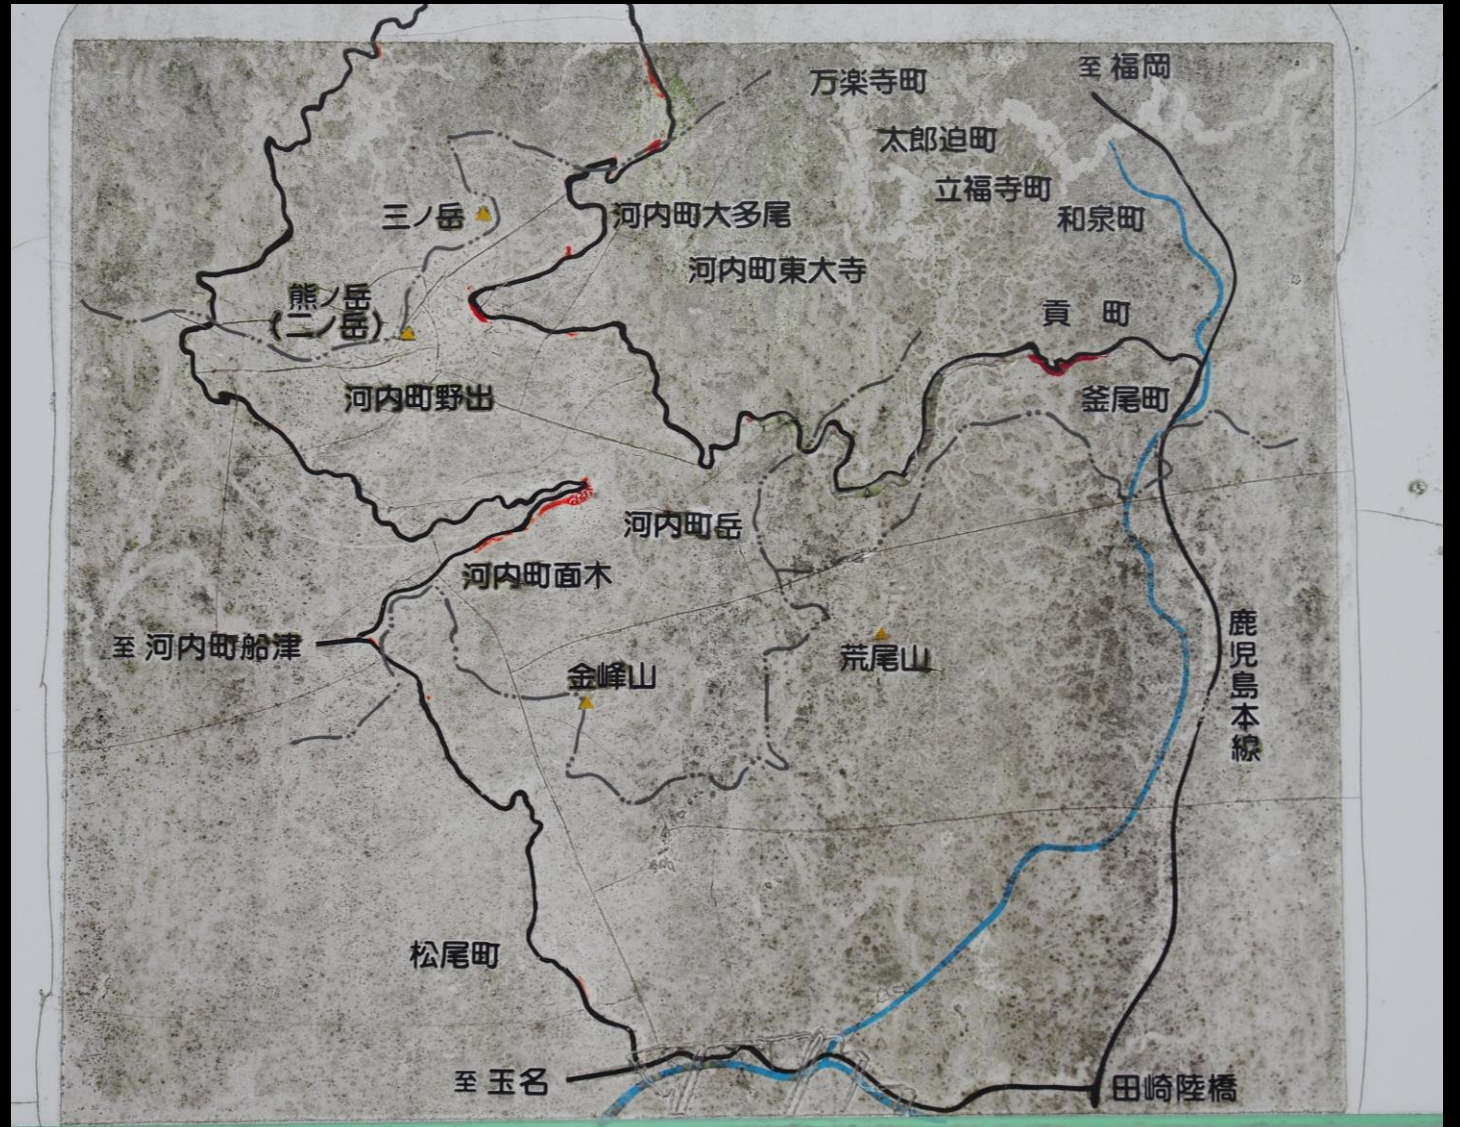 至 福岡
万楽寺町
太郎迫町
立福寺町
和泉町
三ノ岳
河内町大多尾
河内町東大寺
熊ノ岳
(二ノ岳)
貢 町
河内町野出
釜尾町
河内町岳
河内町面木
至 河内町船津
金峰山
荒尾山
鹿児島本線
松尾町
至 玉名
田崎陸橋